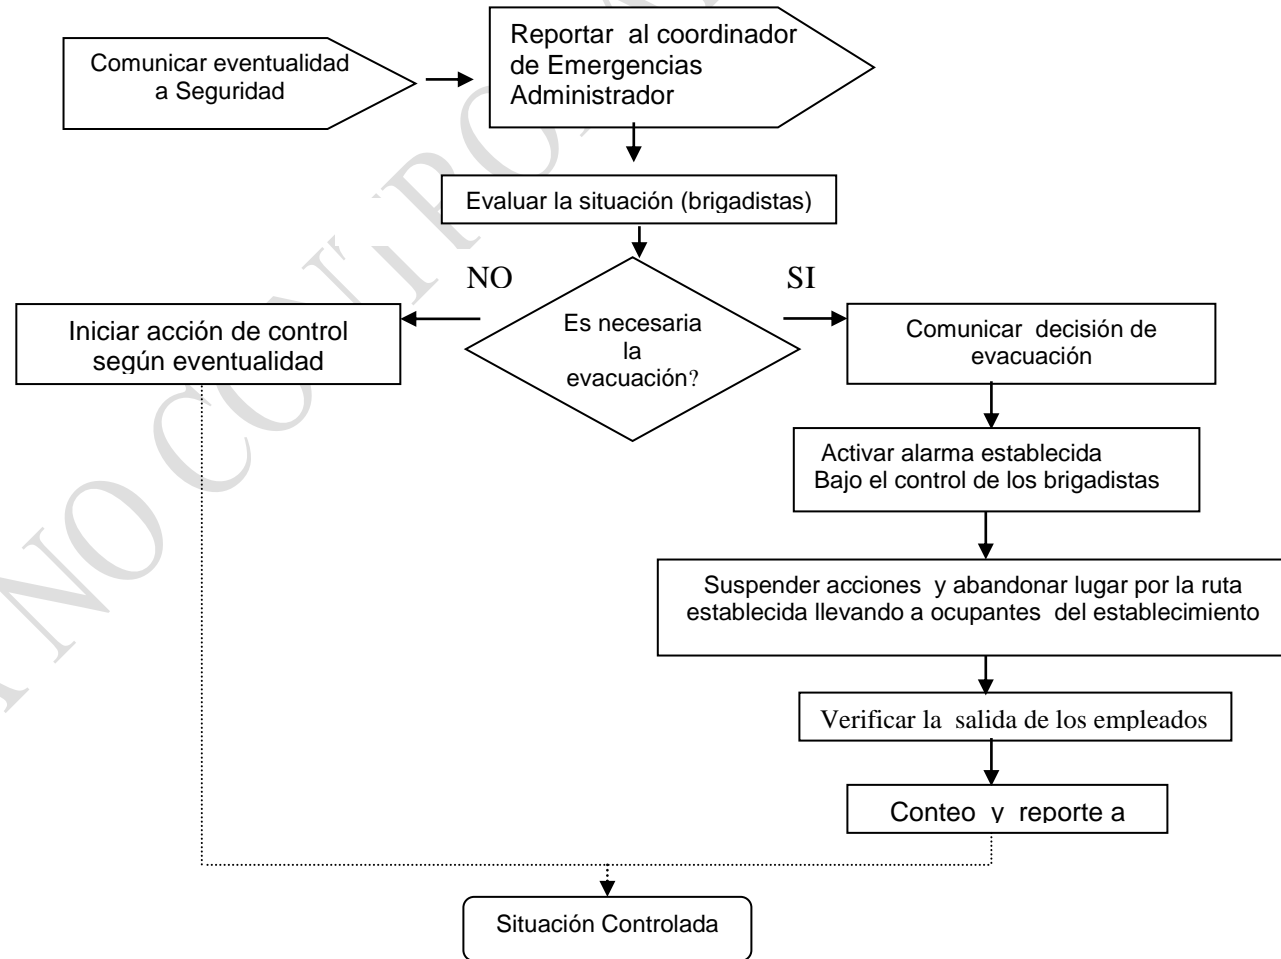 Comunicar eventualidad
a Seguridad
Reportar al coordinador
de Emergencias
Administrador
Evaluar la situación (brigadistas)
NO
SI
Es necesaria
la
evacuación?
Iniciar acción de control
según eventualidad
Comunicar decisión de
evacuación
Activar alarma establecida
Bajo el control de los brigadistas
Suspender acciones y abandonar lugar por la ruta
establecida llevando a ocupantes del establecimiento
Verificar la salida de los empleados
Conteo y reporte a
Situación Controlada
NO